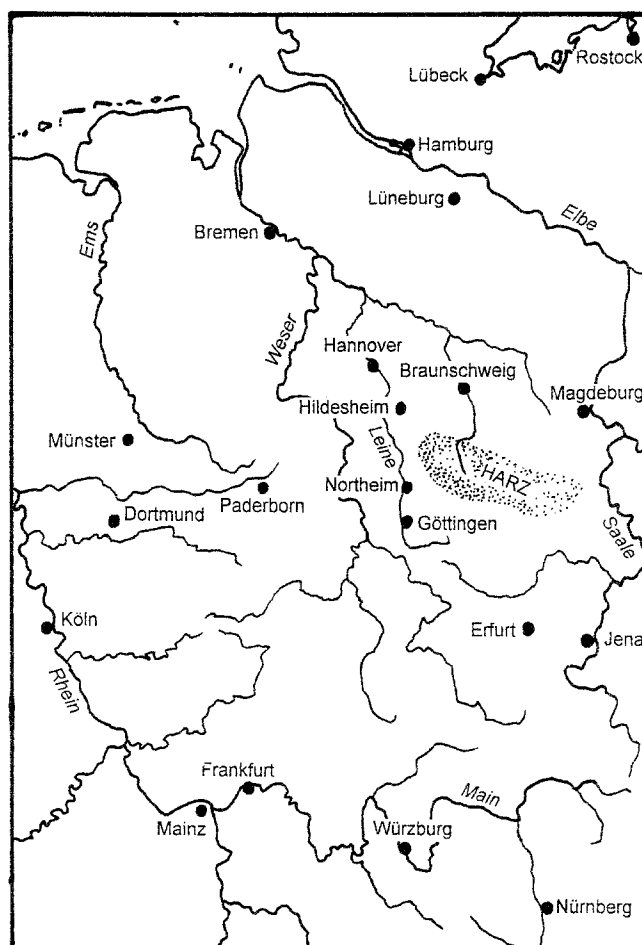 Rostock
Lübeck
Hamburg
Lüneburg
Elbe
Ems
Bremen
Weser
Hannover
Braunschweig
Magdeburg
Hildesheim
Leine
Münster
HARZ
Northeim
Paderborn
Dortmund
Göttingen
Saale
Köln
Erfurt
Jena
Rhein
Frankfurt
Main
Mainz
Würzburg
Nürnberg